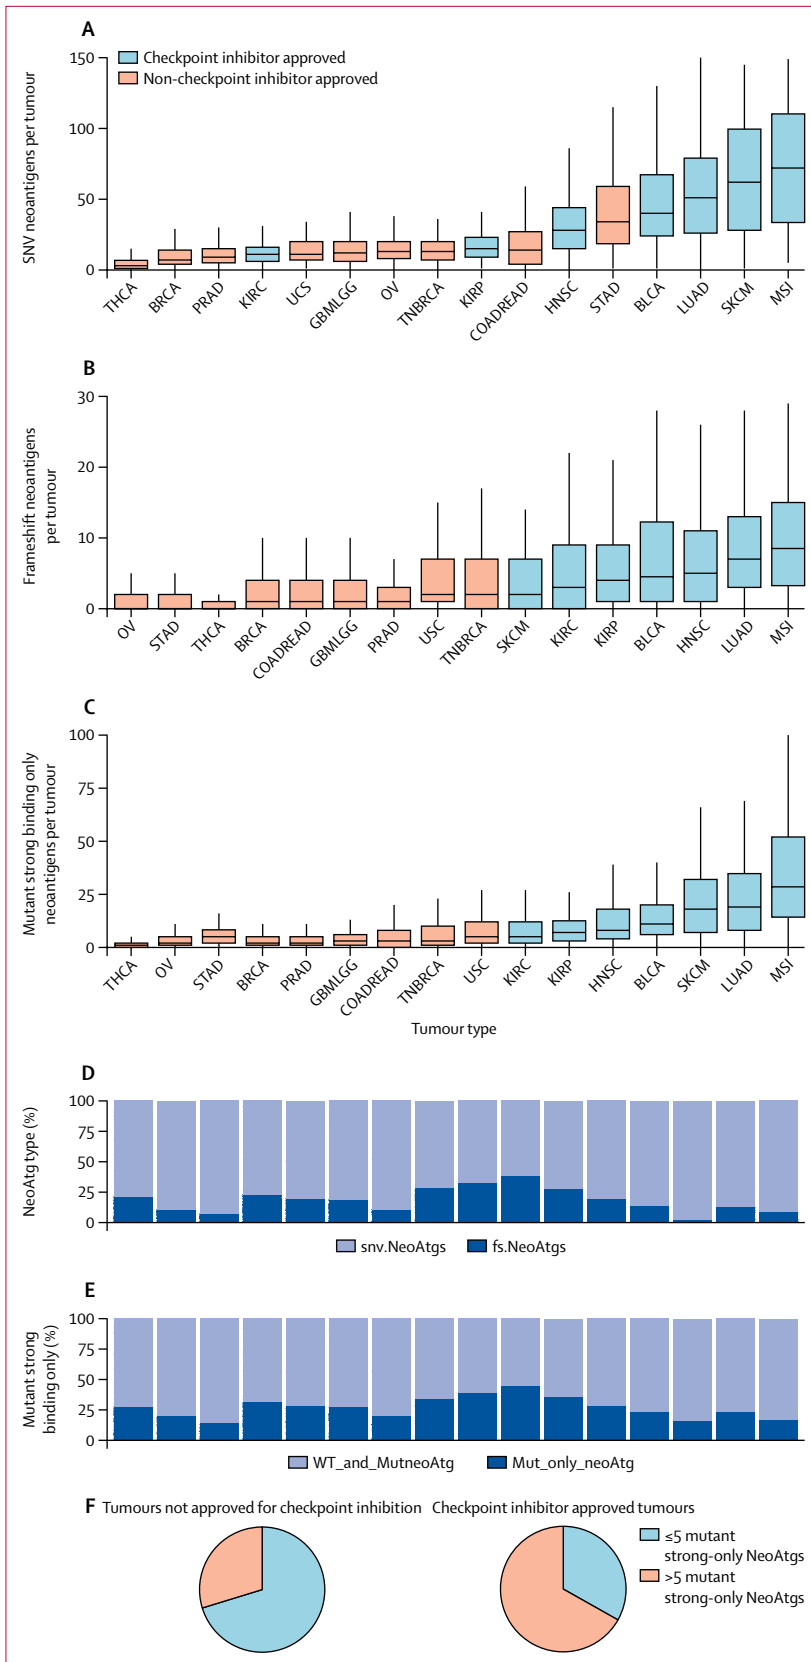 A
Checkpoint inhibitor approved
Non-checkpoint inhibitor approved
SNV neoantigens per tumour
150
100
50
0
THCA
BRCA
PRAD
KIRC
UCS
GBMLGG
OV
TNBRCA
KIRP
COADREAD
HNSC
STAD
BLCA
LUAD
SKCM
MSI
B
Frameshift neoantigens
per tumour
30
20
10
0
OV
STAD
THCA
BRCA
COADREAD
GBMLGG
PRAD
USC
TNBRCA
SKCM
KIRC
KIRP
BLCA
HNSC
LUAD
MSI
C
Mutant strong binding only
neoantigens per tumour
100
75
50
25
0
THCA
OV
STAD
BRCA
PRAD
GBMLGG
COADREAD
TNBRCA
USC
KIRC
KIRP
HNSC
BLCA
SKCM
LUAD
MSI
Tumour type
D
NeoAtg type (%)
100
75
50
25
0
snv.NeoAtgs
fs.NeoAtgs
E
Mutant strong
binding only (%)
100
75
50
25
0
WT_and_MutneoAtg
Mut_only_neoAtg
F
Tumours not approved for checkpoint inhibition
Checkpoint inhibitor approved tumours
≤5 mutant
strong-only NeoAtgs
>5 mutant
strong-only NeoAtgs